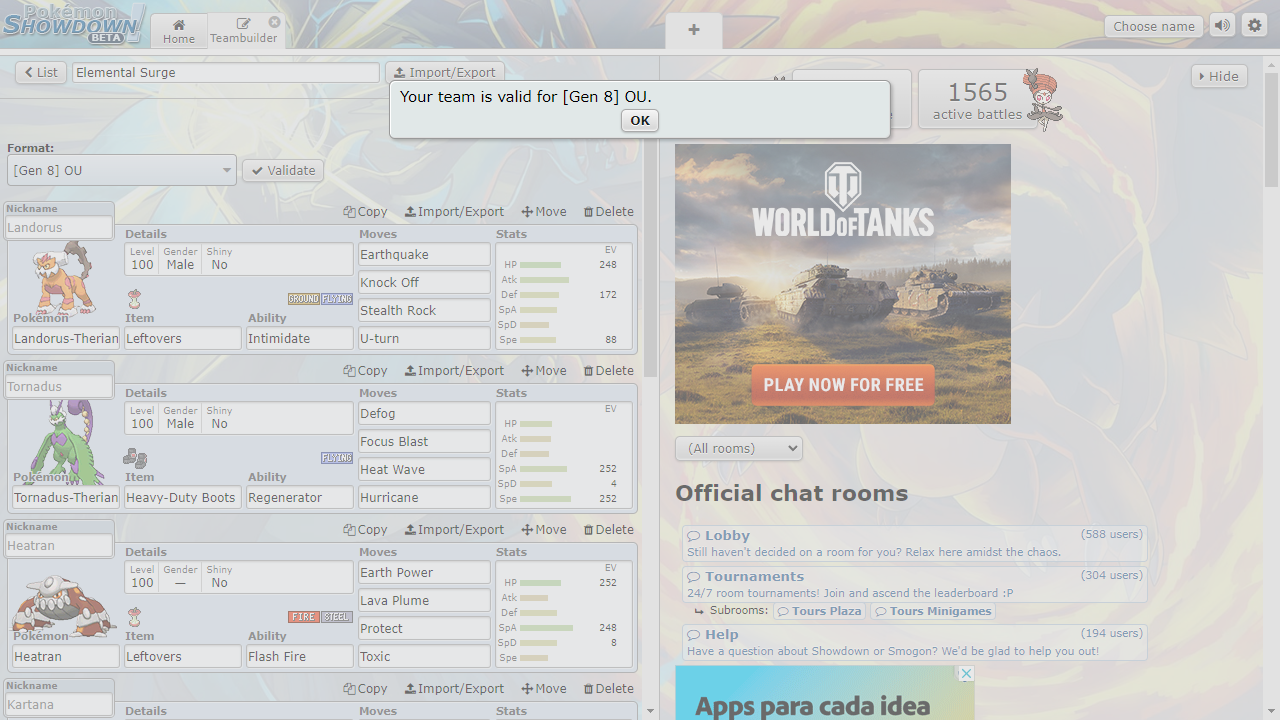 Pokémon
SHOWDOWN!
BETA
Home
Teambuilder
Choose name
List
Elemental Surge
Import/Export
Your team is valid for [Gen 8] OU.
OK
1565
active battles
Hide
Format:
[Gen 8] OU
Validate
Nickname
Landorus
Copy Import/Export Move Delete
Details Moves Stats
Level Gender Shiny
100 Male No
Earthquake
Knock Off
Stealth Rock
U-turn
EV
HP 248
Atk
Def 172
SpA
SpD
Spe 88
GROUND FLYING
Pokémon Item Ability
Landorus-Therian Leftovers Intimidate
Nickname
Tornadus
Copy Import/Export Move Delete
Details Moves Stats
Level Gender Shiny
100 Male No
Defog
Focus Blast
Heat Wave
Hurricane
EV
HP
Atk
Def
SpA 252
SpD 4
Spe 252
FLYING
Pokémon Item Ability
Tornadus-Therian Heavy-Duty Boots Regenerator
Nickname
Heatran
Copy Import/Export Move Delete
Details Moves Stats
Level Gender Shiny
100 — No
Earth Power
Lava Plume
Protect
Toxic
EV
HP 252
Atk
Def
SpA 248
SpD 8
Spe
FIRE STEEL
Pokémon Item Ability
Heatran Leftovers Flash Fire
Nickname
Kartana
Copy Import/Export Move Delete
Details Moves Stats
WORLD OF TANKS
PLAY NOW FOR FREE
(All rooms)
Official chat rooms
Lobby (588 users)
Still haven't decided on a room for you? Relax here amidst the chaos.
Tournaments (304 users)
24/7 room tournaments! Join and ascend the leaderboard :P
Subrooms: Tours Plaza Tours Minigames
Help (194 users)
Have a question about Showdown or Smogon? We'd be glad to help you out!
Apps para cada idea